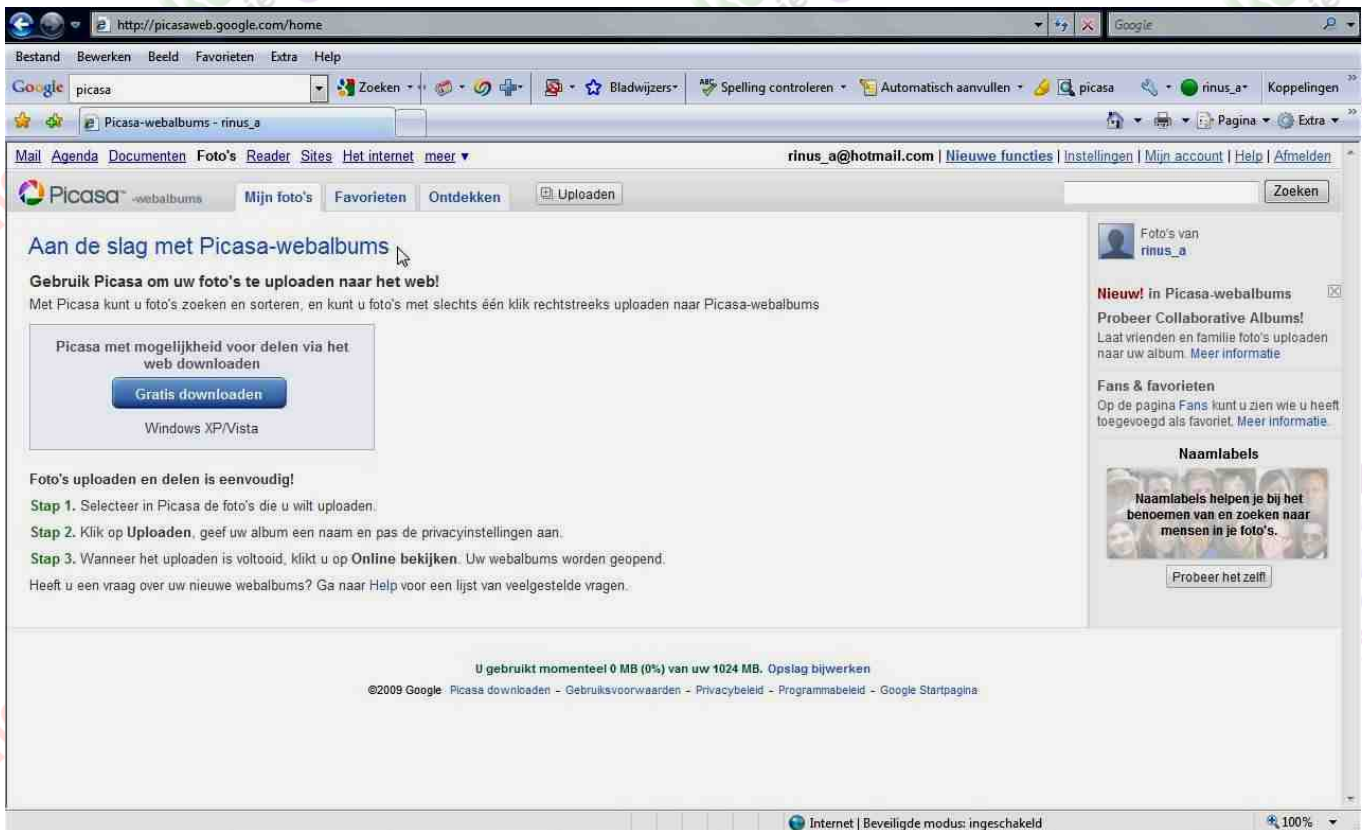 http://picasaweb.google.com/home
Google
Bestand Bewerken Beeld Favorieten Extra Help
Google picasa Zoeken Bladwijzers Spelling controleren Automatisch aanvullen picasa rinus_a Koppelingen
Picasa-webalbums - rinus_a Pagina Extra
Mail Agenda Documenten Foto's Reader Sites Het internet meer ▼ rinus_a@hotmail.com | Nieuwe functies | Instellingen | Mijn account | Help | Afmelden
Picasa™ -webalbums Mijn foto's Favorieten Ontdekken Uploaden Zoeken
Aan de slag met Picasa-webalbums
Gebruik Picasa om uw foto's te uploaden naar het web!
Met Picasa kunt u foto's zoeken en sorteren, en kunt u foto's met slechts één klik rechtstreeks uploaden naar Picasa-webalbums
Picasa met mogelijkheid voor delen via het
web downloaden
Gratis downloaden
Windows XP/Vista
Foto's uploaden en delen is eenvoudig!
Stap 1. Selecteer in Picasa de foto's die u wilt uploaden.
Stap 2. Klik op Uploaden, geef uw album een naam en pas de privacyinstellingen aan.
Stap 3. Wanneer het uploaden is voltooid, klikt u op Online bekijken. Uw webalbums worden geopend.
Heeft u een vraag over uw nieuwe webalbums? Ga naar Help voor een lijst van veelgestelde vragen.
Foto's van
rinus_a
Nieuw! in Picasa-webalbums
Probeer Collaborative Albums!
Laat vrienden en familie foto's uploaden
naar uw album. Meer informatie
Fans & favorieten
Op de pagina Fans kunt u zien wie u heeft
toegevoegd als favoriet. Meer informatie.
Naamlabels
Naamlabels helpen je bij het
benoemen van en zoeken naar
mensen in je foto's.
Probeer het zelf!
U gebruikt momenteel 0 MB (0%) van uw 1024 MB. Opslag bijwerken
©2009 Google Picasa downloaden - Gebruiksvoorwaarden - Privacybeleid - Programmabeleid - Google Startpagina
Internet | Beveiligde modus: ingeschakeld 100%